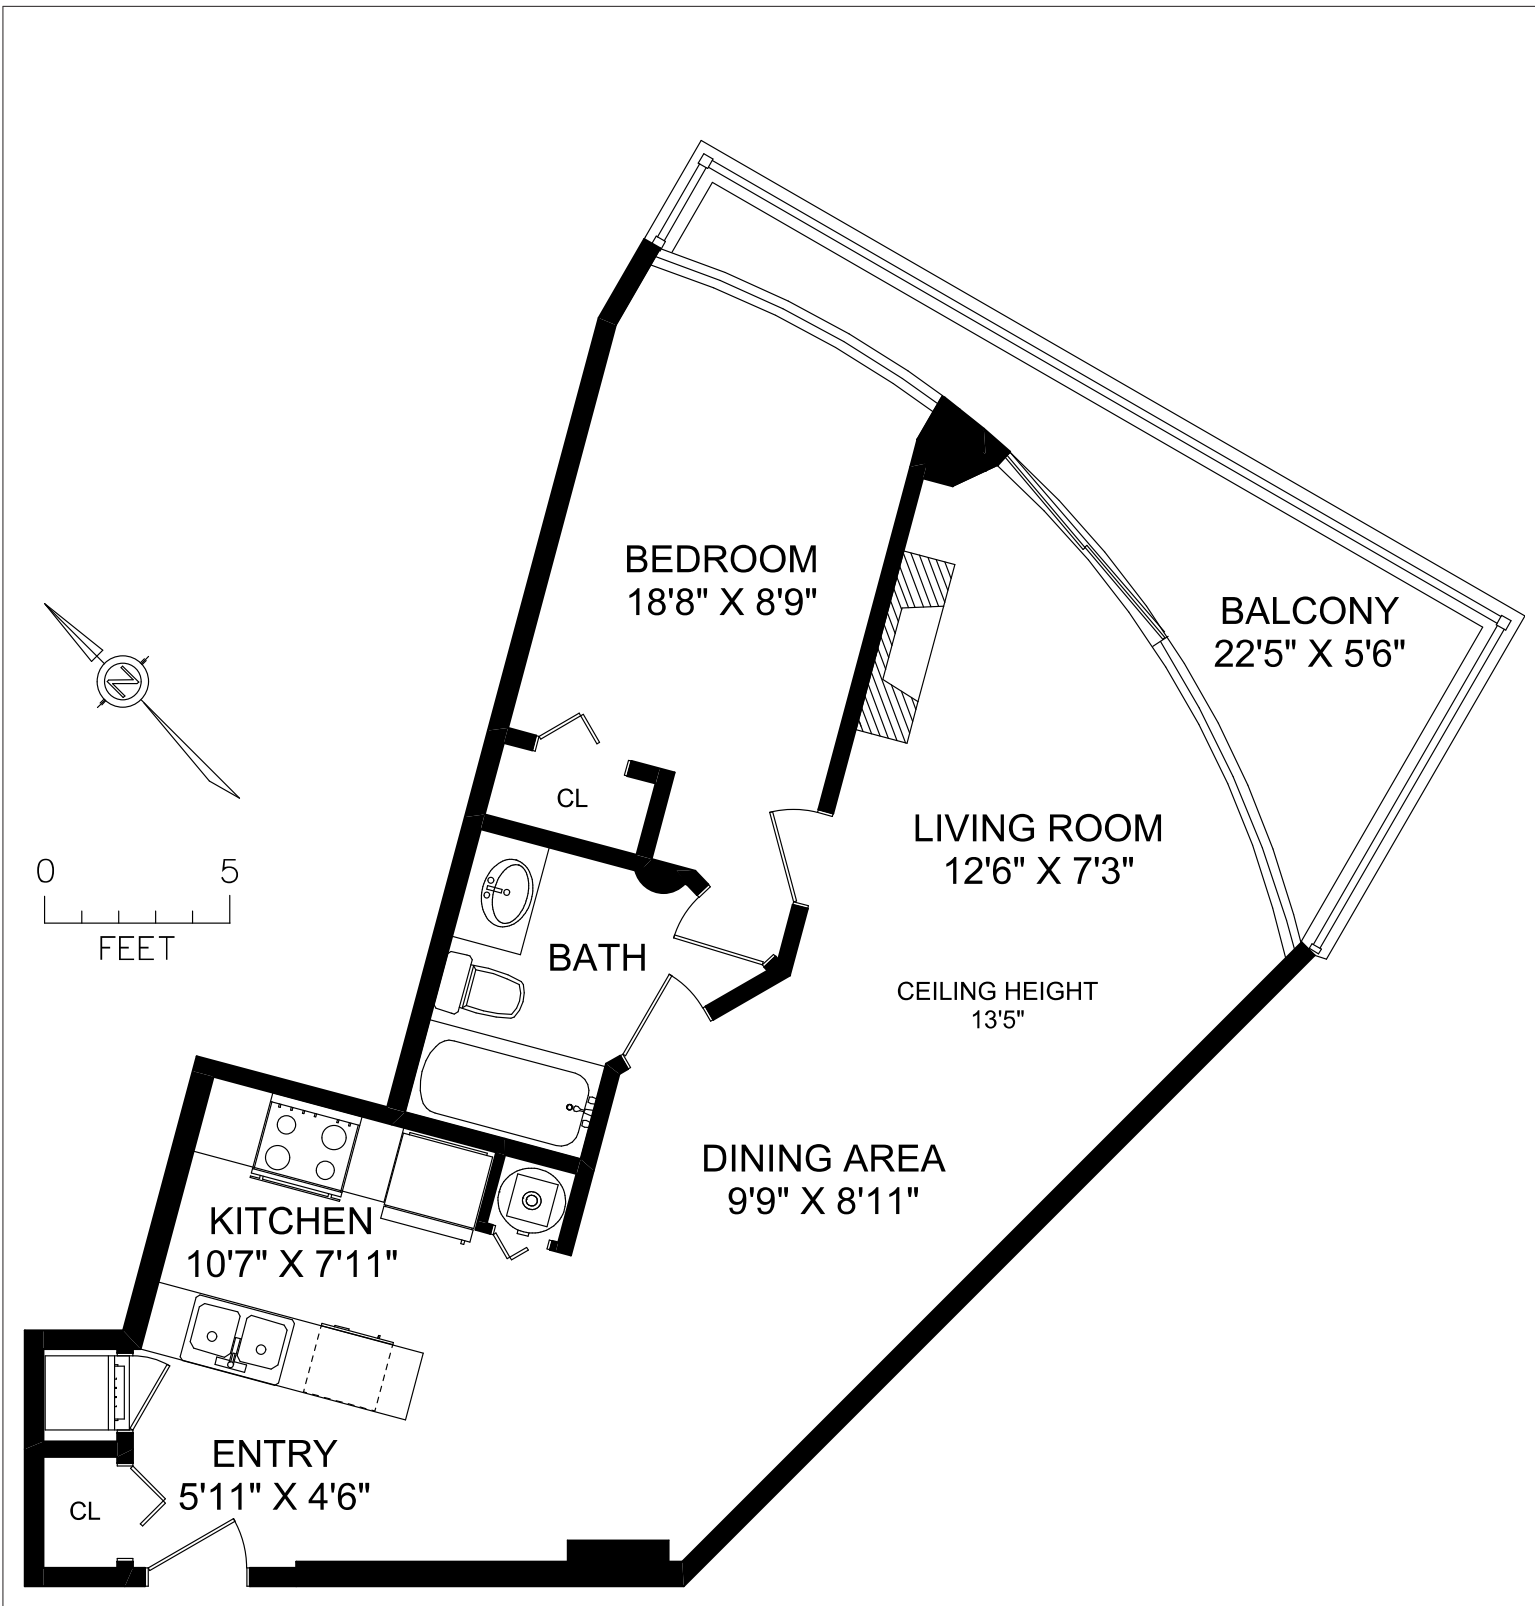 BEDROOM
18'8" X 8'9"
BALCONY
22'5" X 5'6"
N
CL
LIVING ROOM
12'6" X 7'3"
0 5
FEET
BATH
CEILING HEIGHT
13'5"
DINING AREA
9'9" X 8'11"
KITCHEN
10'7" X 7'11"
ENTRY
5'11" X 4'6"
CL